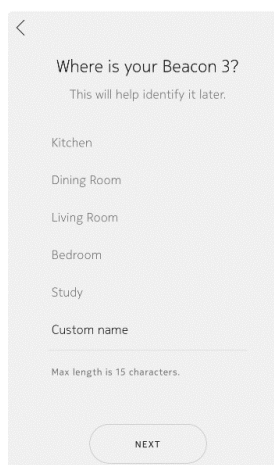 Where is your Beacon 3?
This will help identify it later.
Kitchen
Dining Room
Living Room
Bedroom
Study
Custom name
Max length is 15 characters.
NEXT